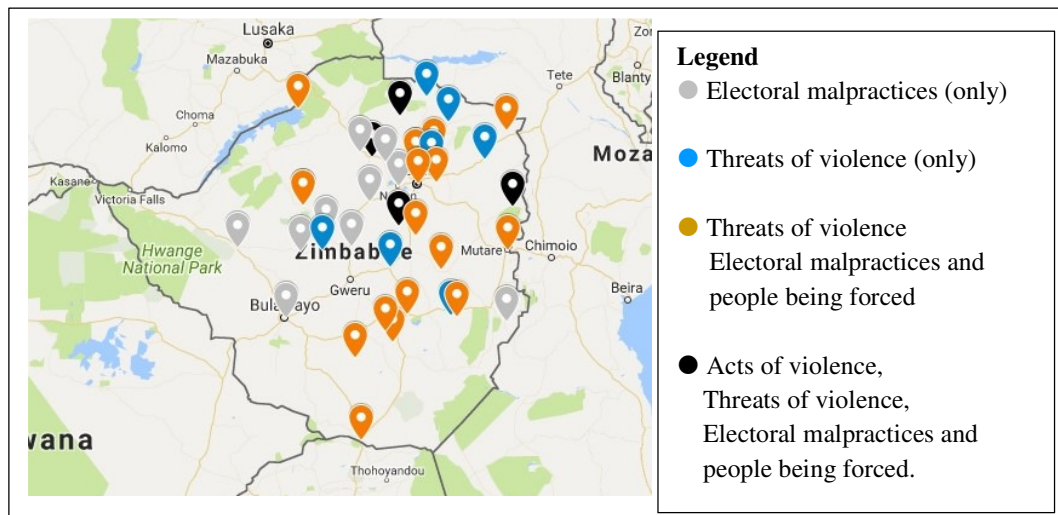 Lusaka
Mazabuka
Tete
Blanty
Choma
Kalomo
Moza
Kasane
Victoria Falls
Hwange
National Park
Mutare
Chimoio
Zimbabwe
Gweru
Beira
Bulawayo
wana
Thohoyandou
Legend
Electoral malpractices (only)
Threats of violence (only)
Threats of violence
Electoral malpractices and
people being forced
Acts of violence,
Threats of violence,
Electoral malpractices and
people being forced.